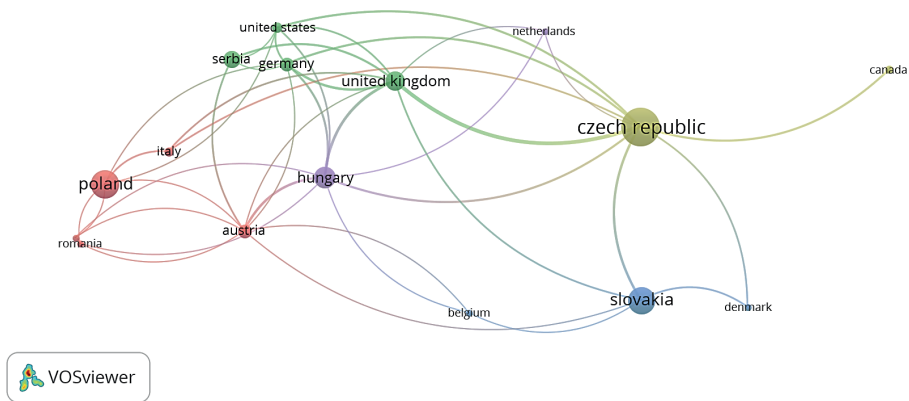 united states
netherlands
serbia
germany
canada
united kingdom
czech republic
italy
poland
hungary
austria
romania
slovakia
belgium
denmark
VOSviewer